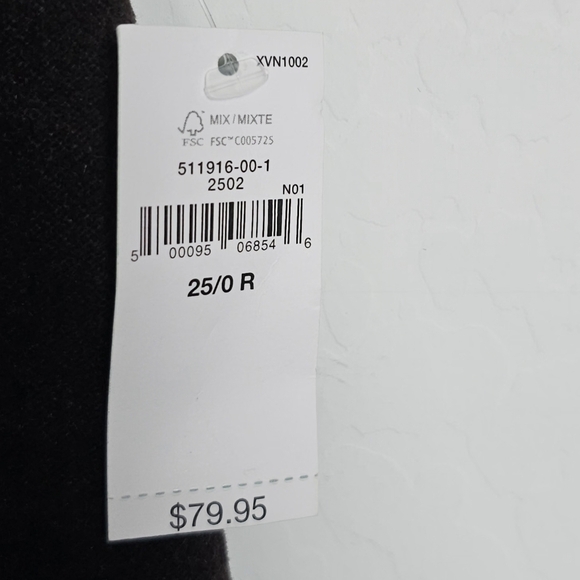 XVN1002
MIX/MIXTE
FSC FSC™ C005725
511916-00-1
2502
N01
5 00095 06854 6
25/0 R
$79.95